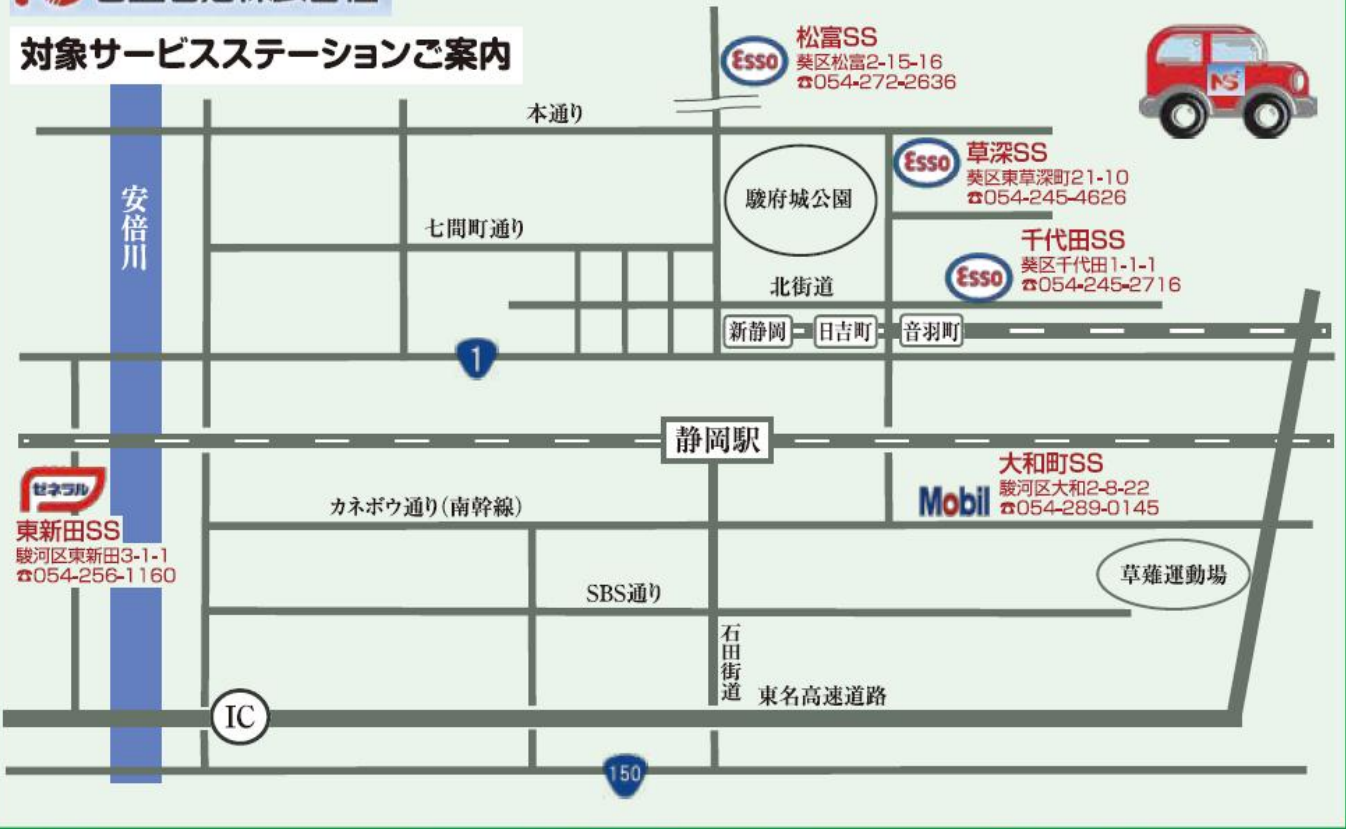 対象サービスステーションご案内
Esso
松富SS
葵区松富2-15-16
☎054-272-2636
NS
本通り
Esso
草深SS
葵区東草深町21-10
☎054-245-4626
安倍川
駿府城公園
七間町通り
千代田SS
葵区千代田1-1-1
☎054-245-2716
Esso
北街道
新静岡
日吉町
音羽町
1
静岡駅
ゼネラル
東新田SS
駿河区東新田3-1-1
☎054-256-1160
大和町SS
Mobil
駿河区大和2-8-22
☎054-289-0145
カネボウ通り(南幹線)
草薙運動場
SBS通り
石田街道
東名高速道路
IC
150